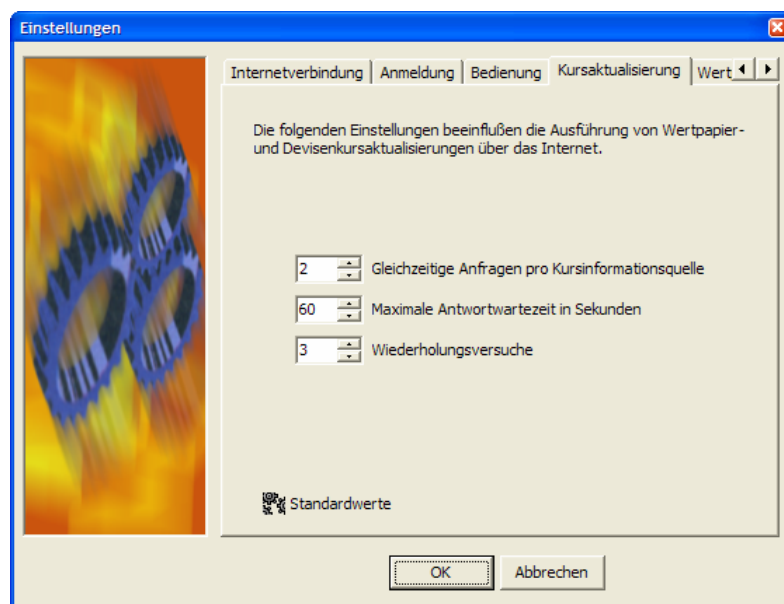 Einstellungen
Internetverbindung
Anmeldung
Bedienung
Kursaktualisierung
Wert
Die folgenden Einstellungen beeinflußen die Ausführung von Wertpapier-
und Devisenkursaktualisierungen über das Internet.
2 Gleichzeitige Anfragen pro Kursinformationsquelle
60 Maximale Antwortwartezeit in Sekunden
3 Wiederholungsversuche
Standardwerte
OK
Abbrechen